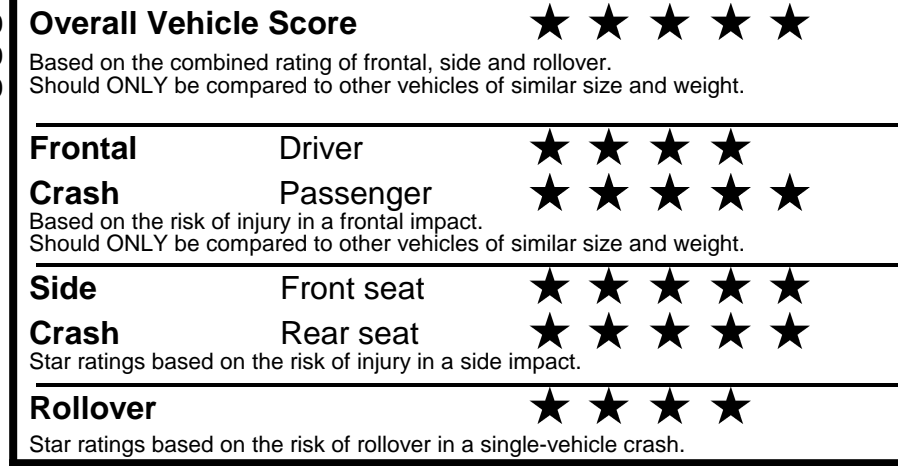 Overall Vehicle Score ★ ★ ★ ★ ★
Based on the combined rating of frontal, side and rollover.
Should ONLY be compared to other vehicles of similar size and weight.
Frontal Driver ★ ★ ★ ★
Crash Passenger ★ ★ ★ ★ ★
Based on the risk of injury in a frontal impact.
Should ONLY be compared to other vehicles of similar size and weight.
Side Front seat ★ ★ ★ ★ ★
Crash Rear seat ★ ★ ★ ★ ★
Star ratings based on the risk of injury in a side impact.
Rollover ★ ★ ★ ★
Star ratings based on the risk of rollover in a single-vehicle crash.